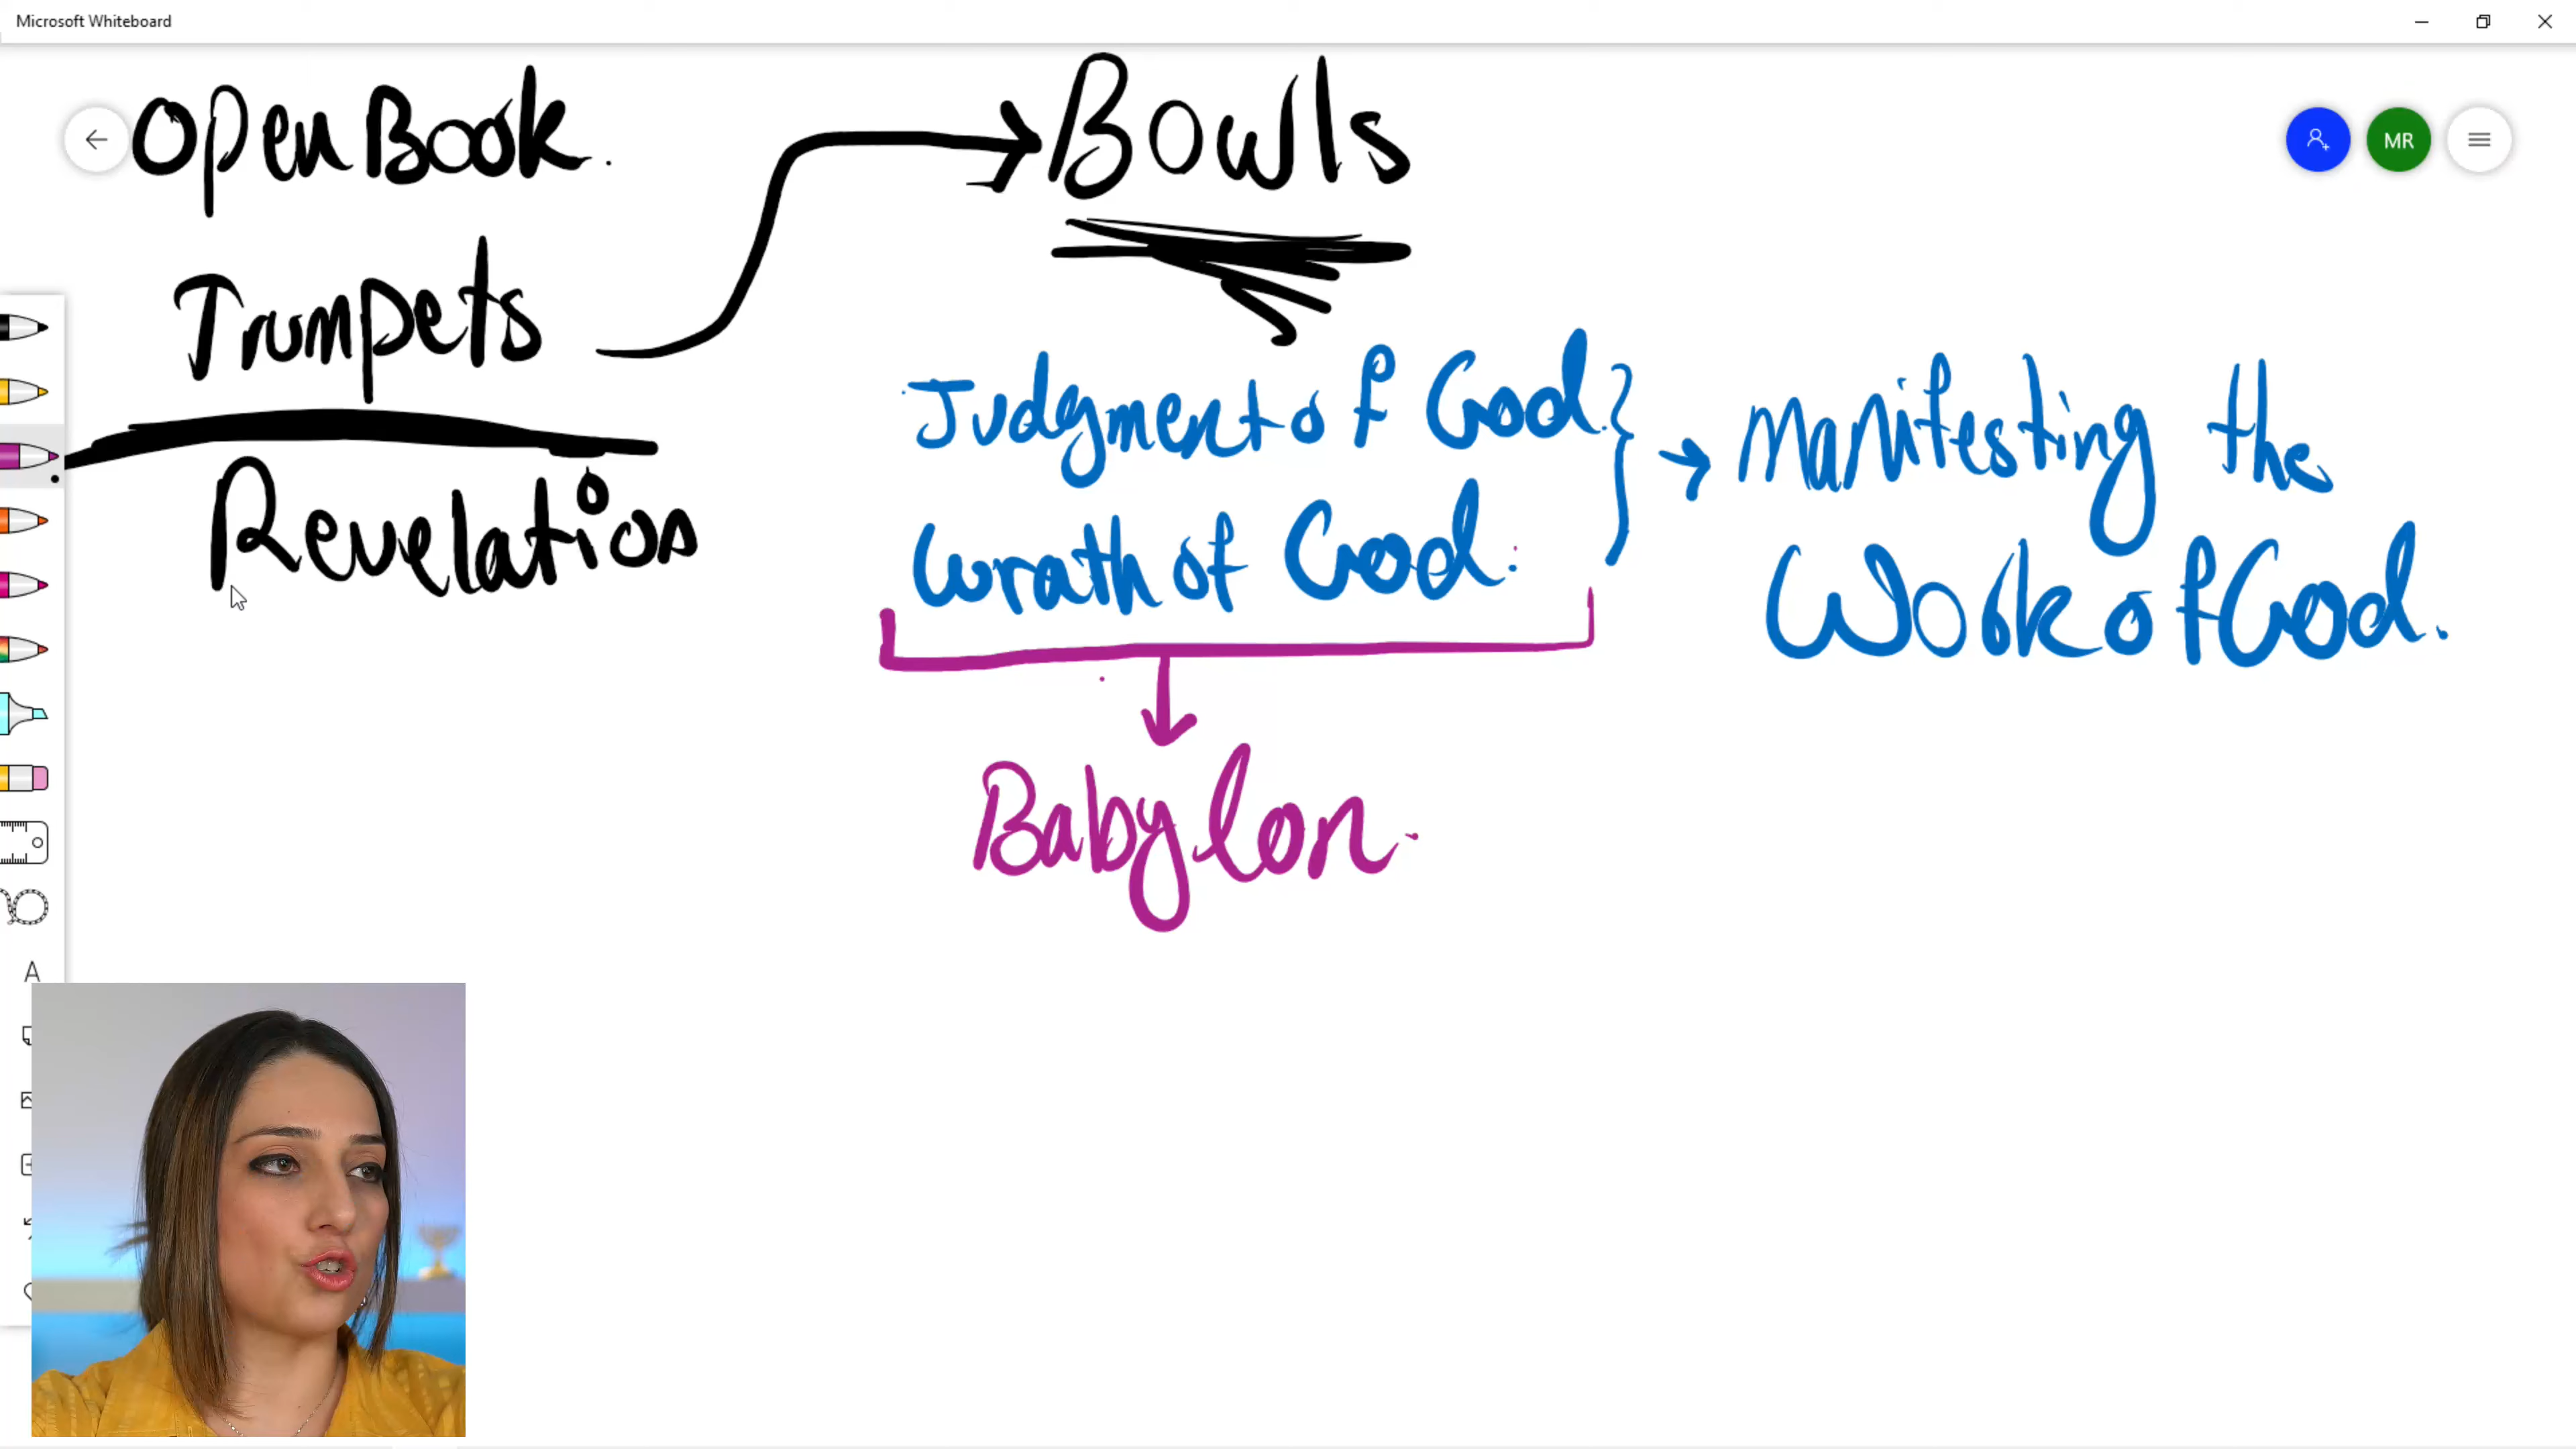 Microsoft Whiteboard
Open Book.
Bowls
MR
Trumpets
Revelation
Judgment of God.
Wrath of God.
Manifesting the
Work of God.
Babylon.
A